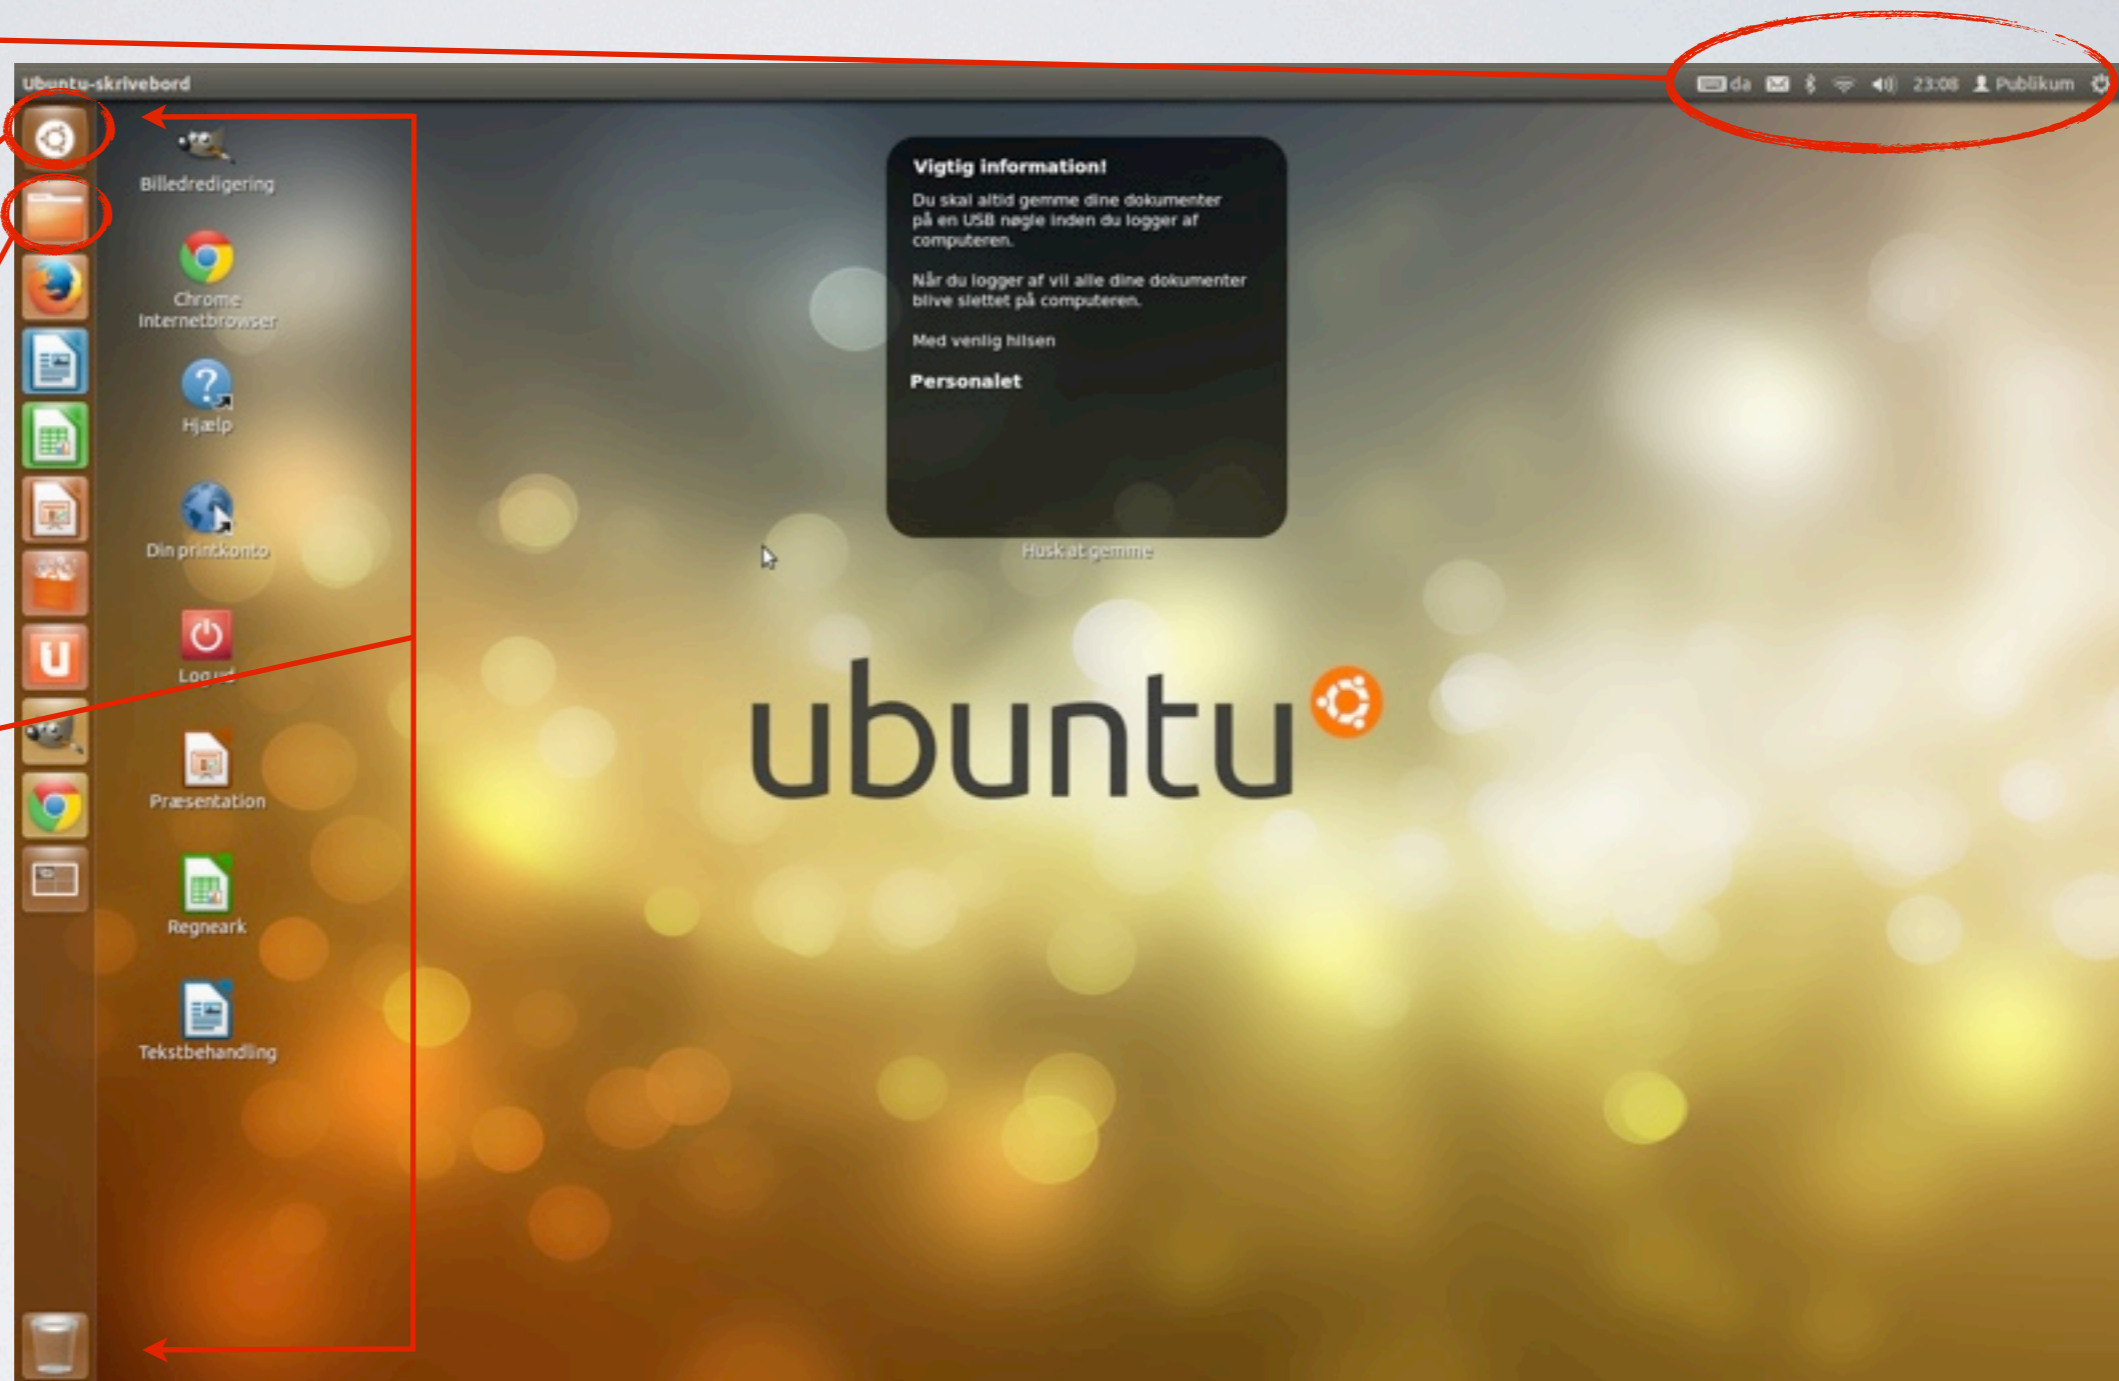 Ubuntu-skrivebord
da 23:08 Publikum
Billedredigering
Chrome
Internetbrowser
Hjælp
Din printkonto
Log ud
Præsentation
Regneark
Tekstbehandling
Vigtig information!
Du skal altid gemme dine dokumenter
på en USB nøgle inden du logger af
computeren.
Når du logger af vil alle dine dokumenter
blive slettet på computeren.
Med venlig hilsen
Personalet
Husk at gemme
ubuntu